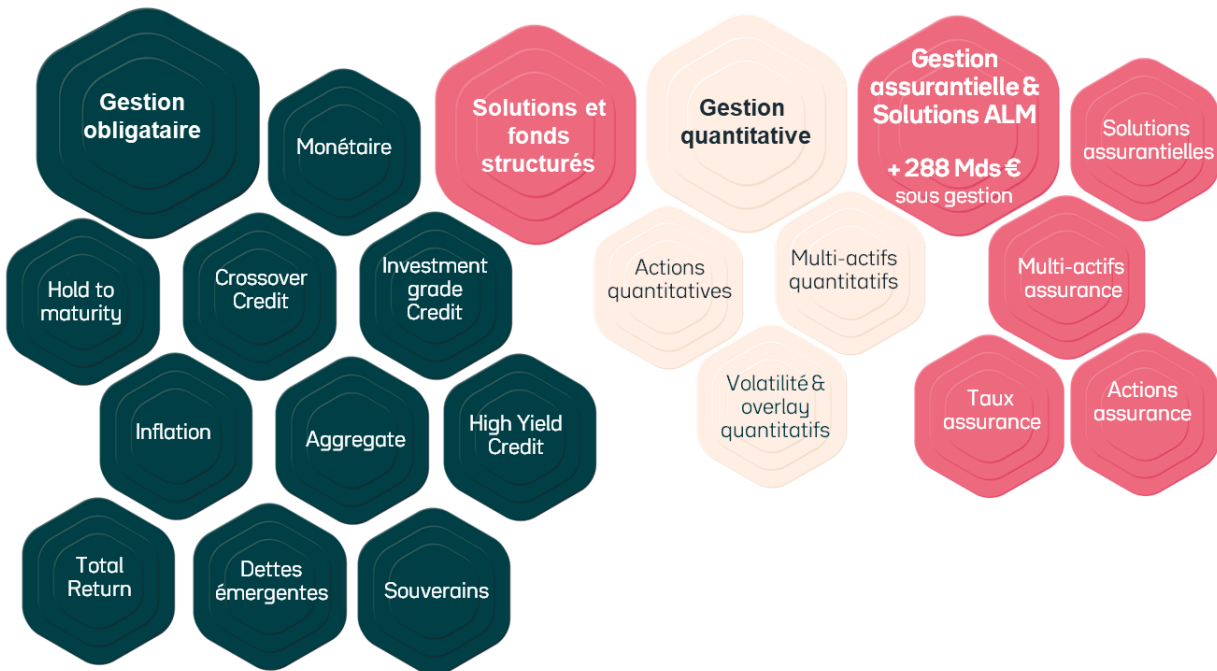 Gestion
obligataire
Monétaire
Hold to
maturity
Crossover
Credit
Investment
grade
Credit
Inflation
Aggregate
High Yield
Credit
Total
Return
Dettes
émergentes
Souverains
Solutions et
fonds
structurés
Gestion
quantitative
Actions
quantitatives
Multi-actifs
quantitatifs
Volatilité &
overlay
quantitatifs
Gestion
assurantielle &
Solutions ALM
+ 288 Mds €
sous gestion
Solutions
assurantielles
Multi-actifs
assurance
Taux
assurance
Actions
assurance